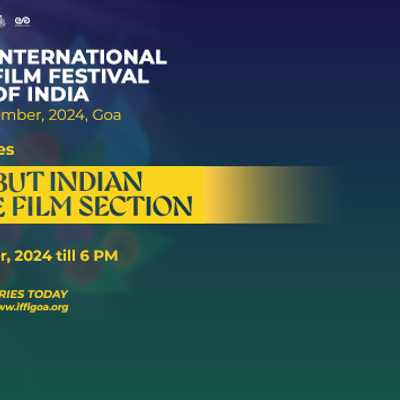 INTERNATIONAL
FILM FESTIVAL
OF INDIA
ember, 2024, Goa
es
BUT INDIAN
E FILM SECTION
r, 2024 till 6 PM
RIES TODAY
www.iffigoa.org